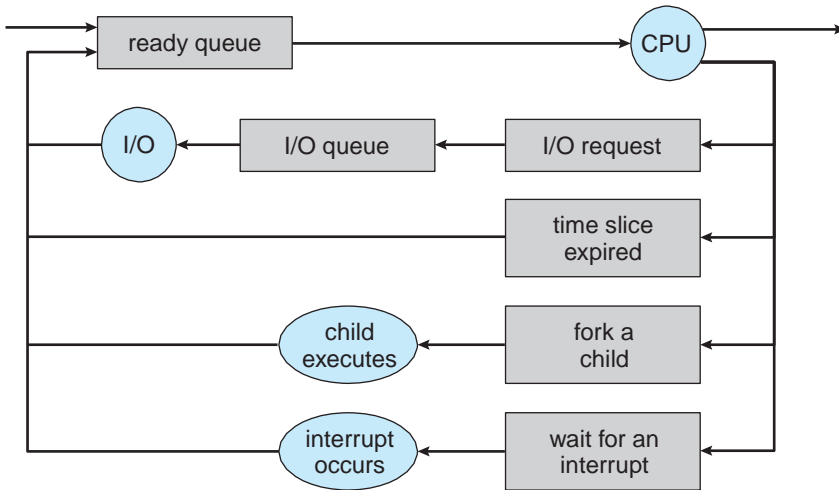 ready queue
CPU
I/O
I/O queue
I/O request
time slice
expired
child
executes
fork a
child
interrupt
occurs
wait for an
interrupt